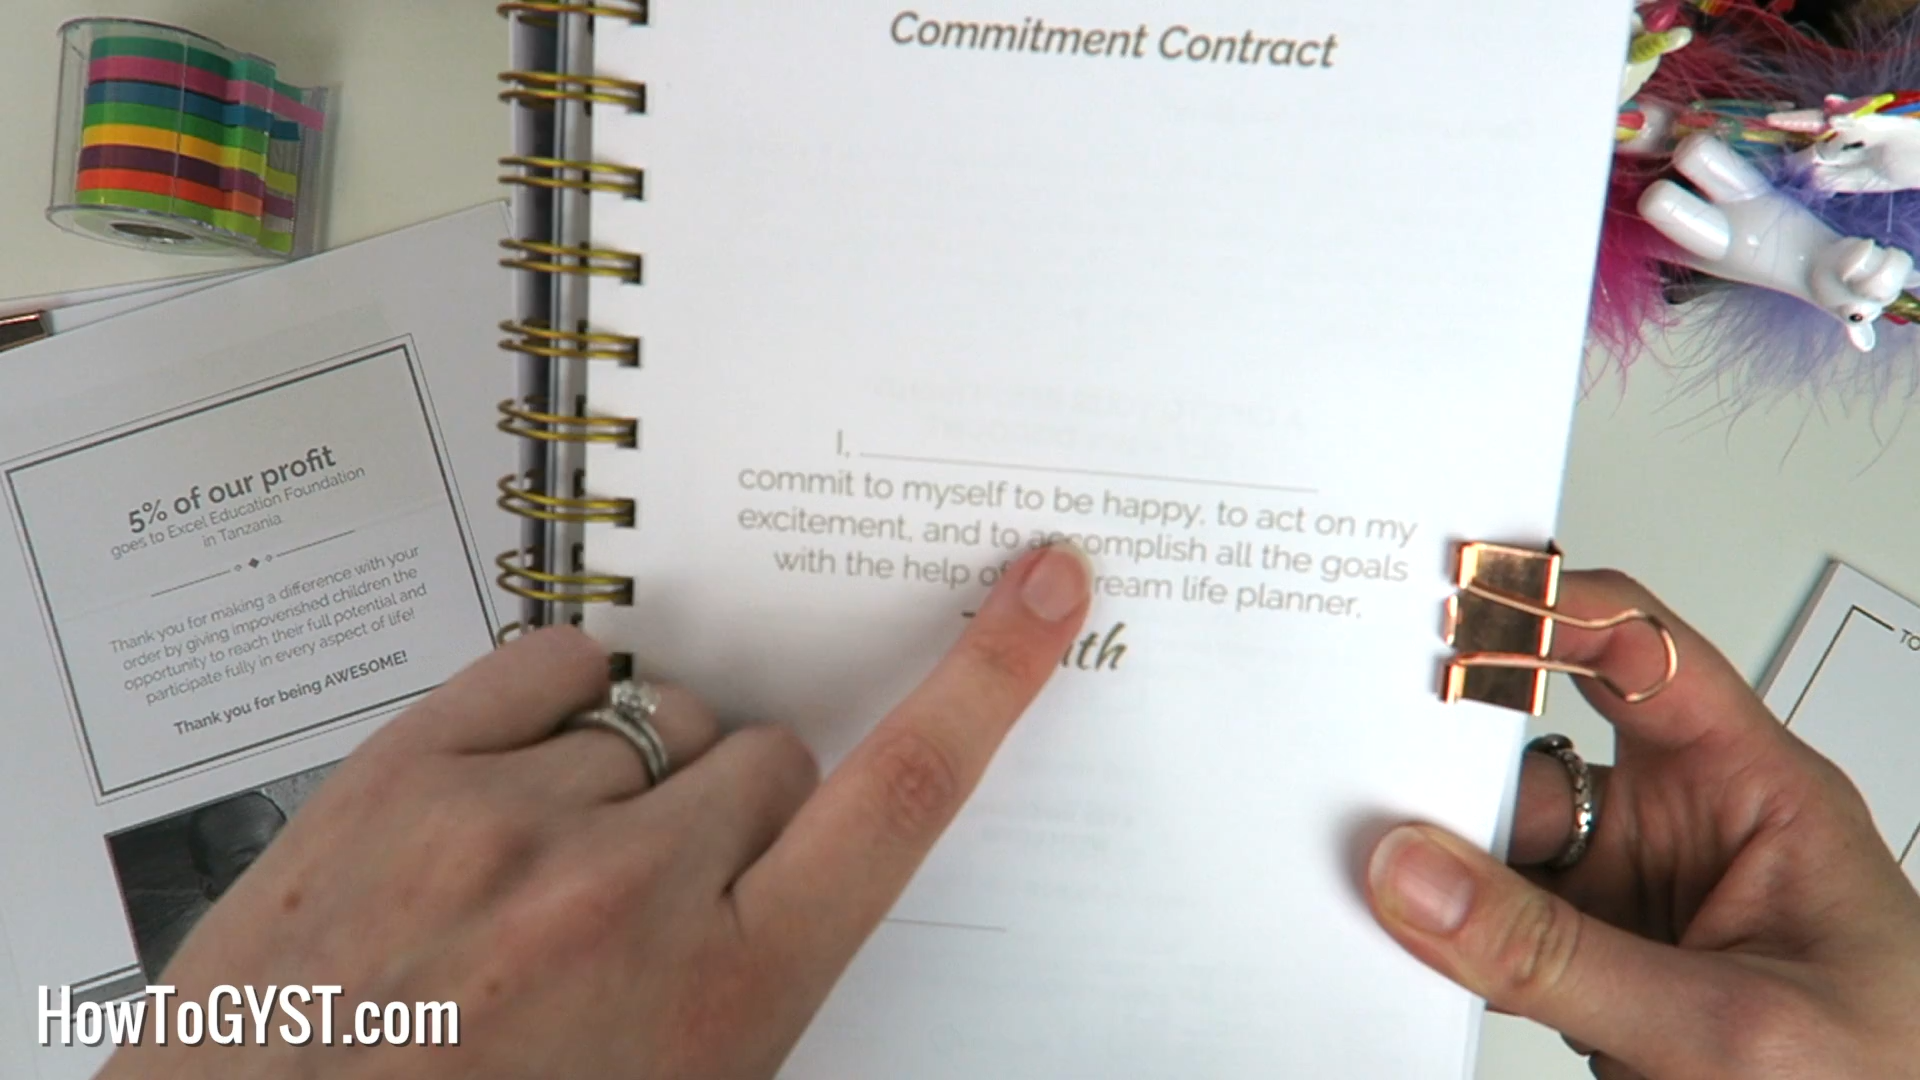 Commitment Contract
I,
commit to myself to be happy, to act on my
excitement, and to accomplish all the goals
with the help of life planner.
5% of our profit
goes to Excel Education Foundation
in Tanzania.
Thank you for making a difference with your
order by giving impoverished children the
opportunity to reach their full potential and
participate fully in every aspect of life!
Thank you for being AWESOME!
HowToGYST.com